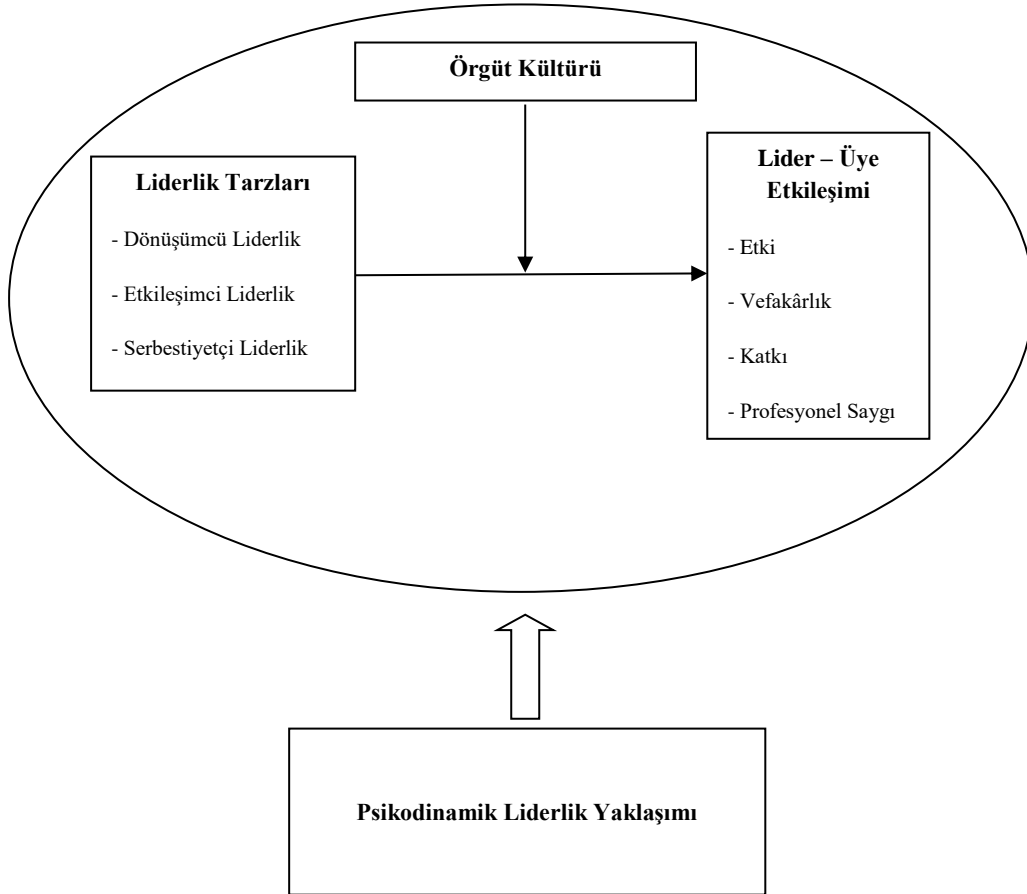 Örgüt Kültürü
Liderlik Tarzları
- Dönüşümcü Liderlik
- Etkileşimci Liderlik
- Serbestiyetçi Liderlik
Lider – Üye
Etkileşimi
- Etki
- Vefakârlık
- Katkı
- Profesyonel Saygı
Psikodinamik Liderlik Yaklaşımı